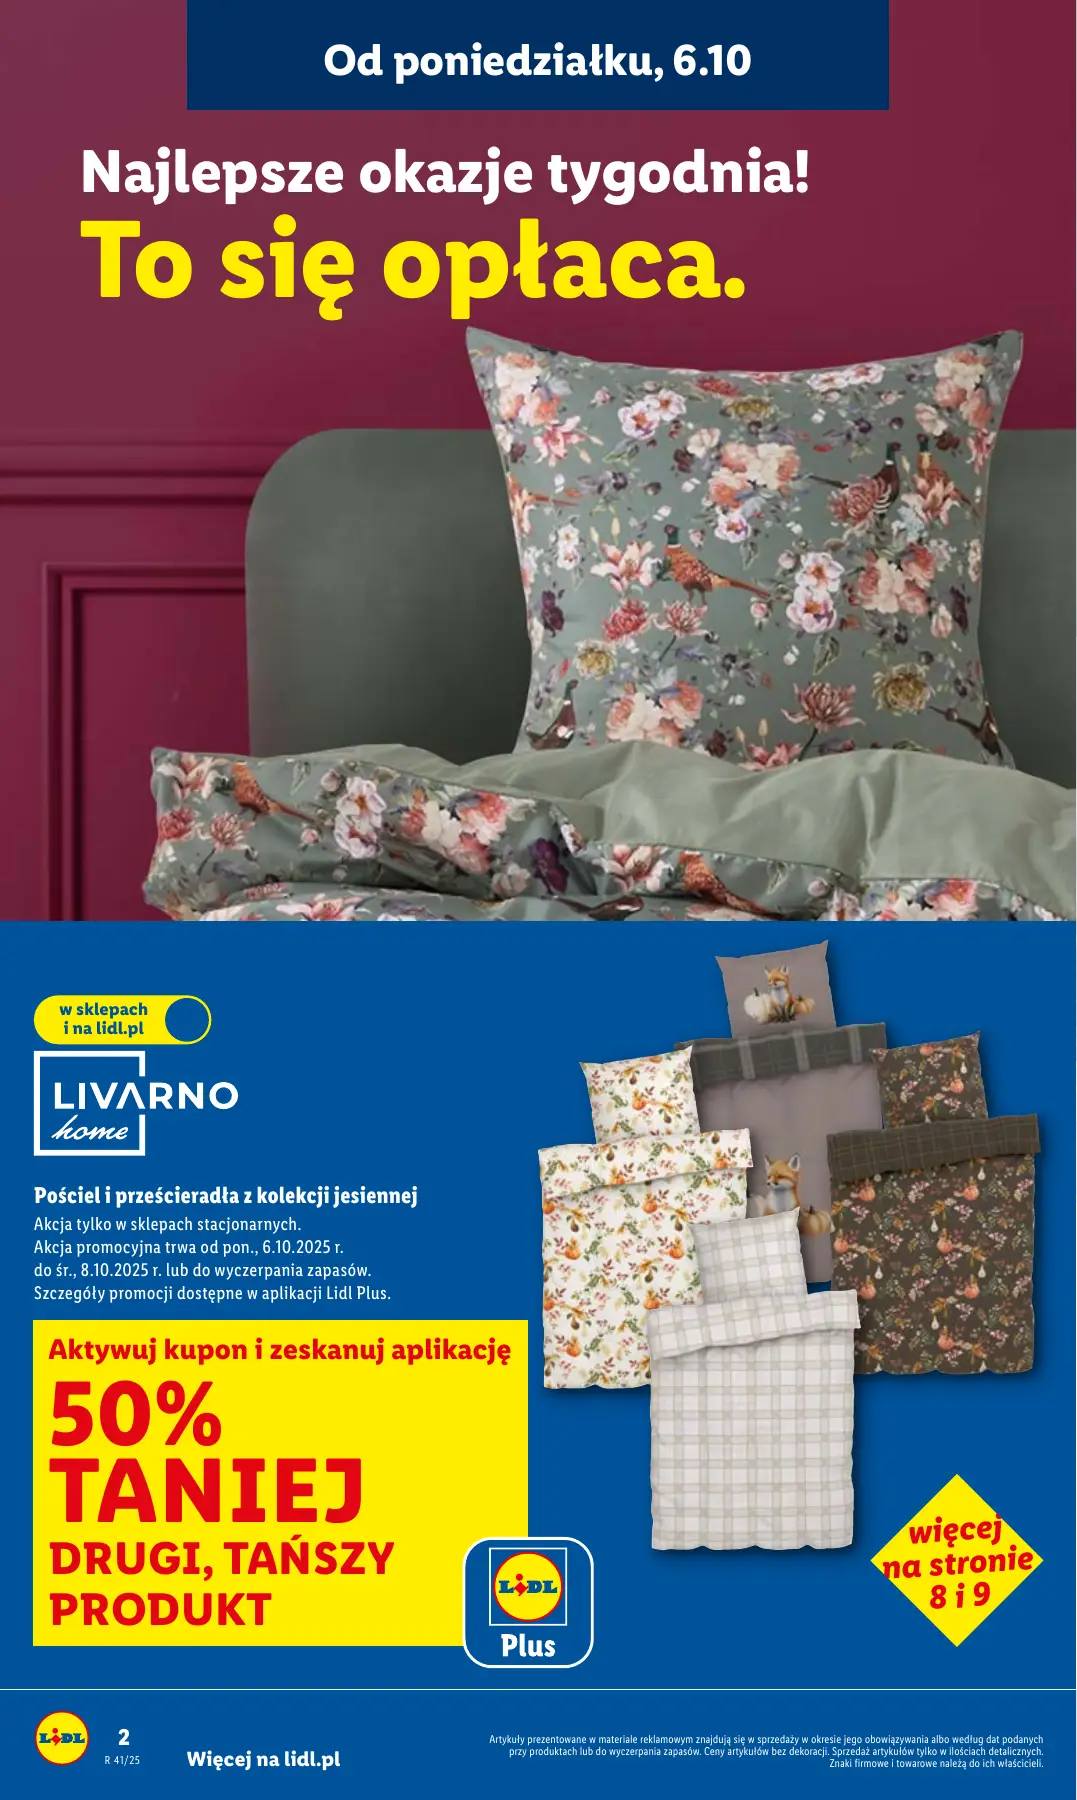 Od poniedziałku, 6.10
Najlepsze okazje tygodnia!
To się opłaca.
w sklepach
i na lidl.pl
LIVARNO
home
Pościel i prześcieradła z kolekcji jesiennej
Akcja tylko w sklepach stacjonarnych.
Akcja promocyjna trwa od pon., 6.10.2025 r.
do śr., 8.10.2025 r. lub do wyczerpania zapasów.
Szczegóły promocji dostępne w aplikacji Lidl Plus.
Aktywuj kupon i zeskanuj aplikację
50%
TANIEJ
DRUGI, TAŃSZY
PRODUKT
LIDL
Plus
więcej
na stronie
8 i 9
LIDL
2
R 41/25
Więcej na lidl.pl
Artykuły prezentowane w materiale reklamowym znajdują się w sprzedaży w okresie jego obowiązywania albo według dat podanych
przy produktach lub do wyczerpania zapasów. Ceny artykułów bez dekoracji. Sprzedaż artykułów tylko w ilościach detalicznych.
Znaki firmowe i towarowe należą do ich właścicieli.